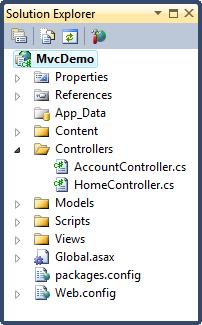 Solution Explorer
MvcDemo
Properties
References
App_Data
Content
Controllers
AccountController.cs
HomeController.cs
Models
Scripts
Views
Global.asax
packages.config
Web.config